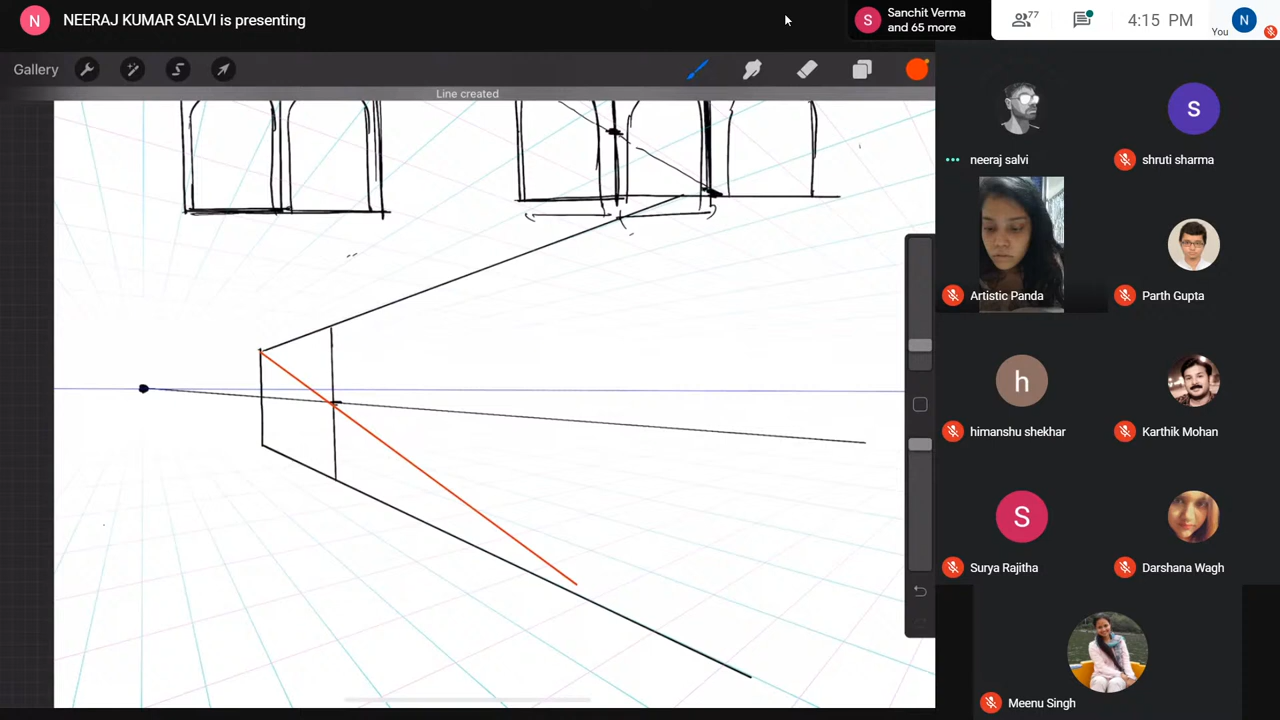 N NEERAJ KUMAR SALVI is presenting
S Sanchit Verma
and 65 more
77
4:15 PM
You N
Gallery
Line created
neeraj salvi
S
shruti sharma
Artistic Panda
Parth Gupta
h
himanshu shekhar
Karthik Mohan
S
Surya Rajitha
Darshana Wagh
Meenu Singh